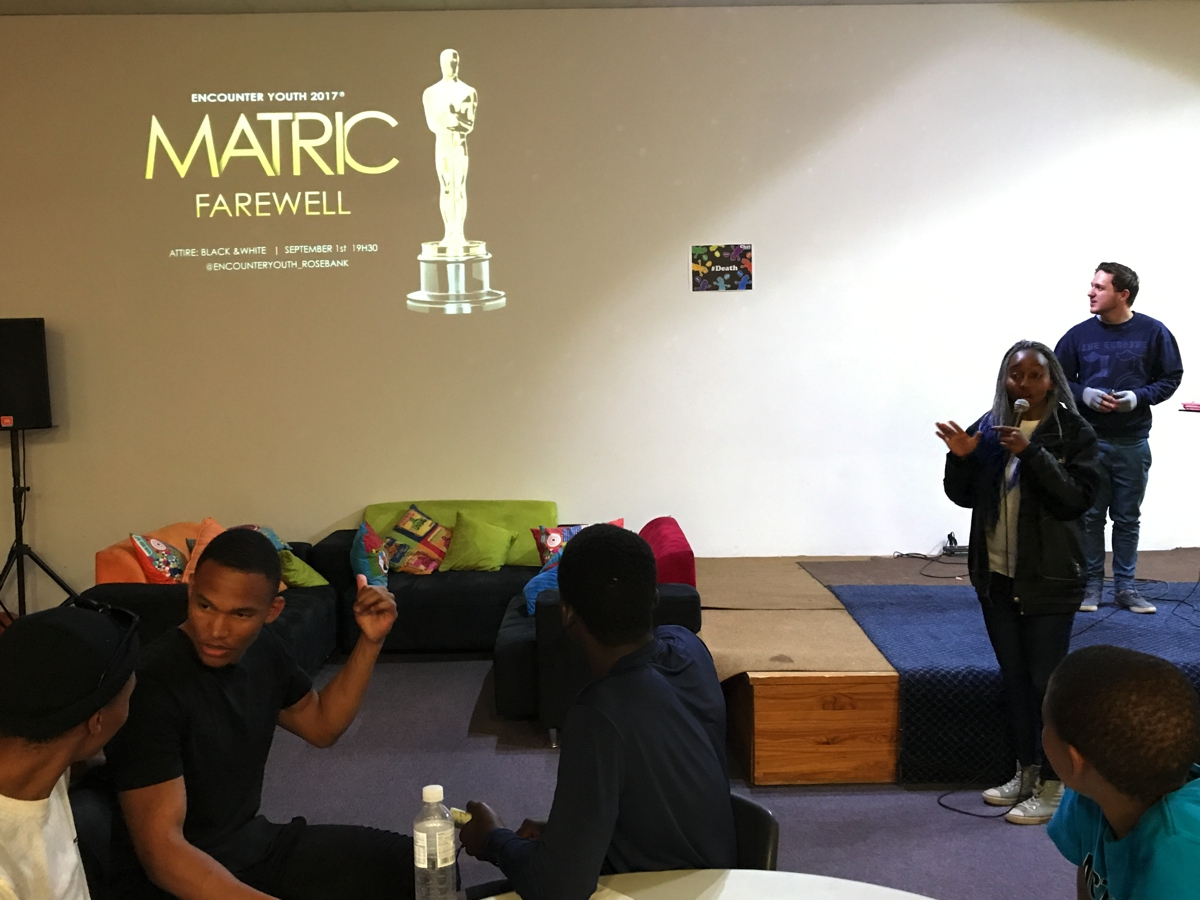 ENCOUNTER YOUTH 2017*
MATRIC
FAREWELL
ATTIRE: BLACK & WHITE | SEPTEMBER 1st 19H30
@ENCOUNTERYOUTH_ROSEBANK
#Death